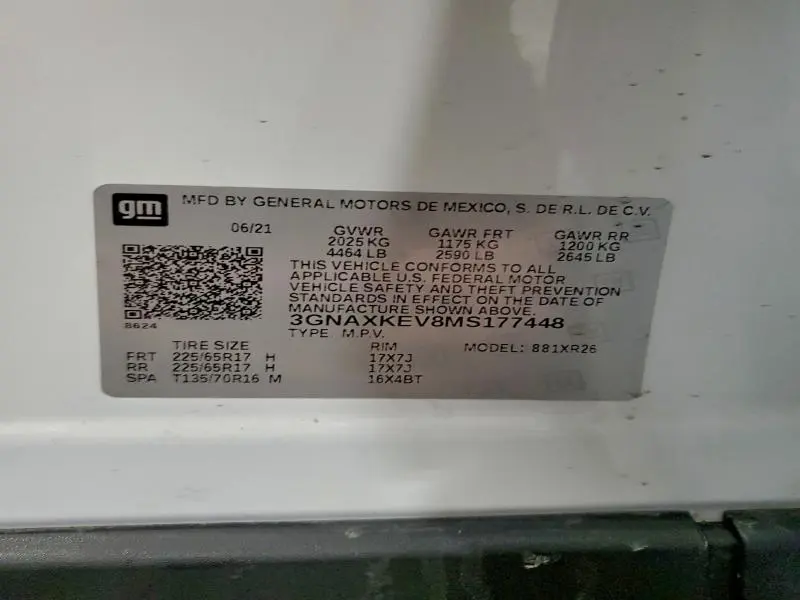 gm MFD BY GENERAL MOTORS DE MEXICO, S. DE R.L. DE C.V.
06/21 GVWR GAWR FRT GAWR RR
2025 KG 1175 KG 1200 KG
4464 LB 2590 LB 2645 LB
THIS VEHICLE CONFORMS TO ALL
APPLICABLE U.S. FEDERAL MOTOR
VEHICLE SAFETY AND THEFT PREVENTION
STANDARDS IN EFFECT ON THE DATE OF
MANUFACTURE SHOWN ABOVE.
3GNAXKEV8MS177448
8624
TYPE: M.P.V.
TIRE SIZE RIM MODEL: 881XR26
FRT 225/65R17 H 17X7J
RR 225/65R17 H 17X7J
SPA T135/70R16 M 16X4BT